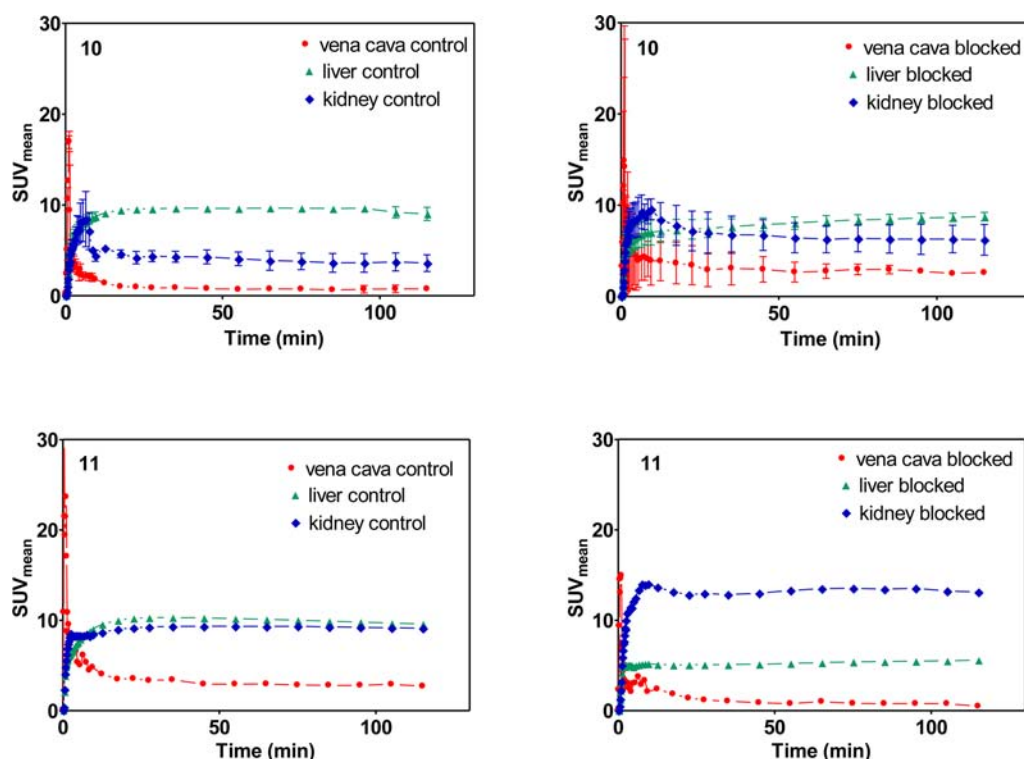 30
10
vena cava control
liver control
kidney control
20
SUVmean
10
0
0 50 100
Time (min)
30
10
vena cava blocked
liver blocked
kidney blocked
20
SUVmean
10
0
0 50 100
Time (min)
30
11
vena cava control
liver control
kidney control
20
SUVmean
10
0
0 50 100
Time (min)
30
11
vena cava blocked
liver blocked
kidney blocked
20
SUVmean
10
0
0 50 100
Time (min)